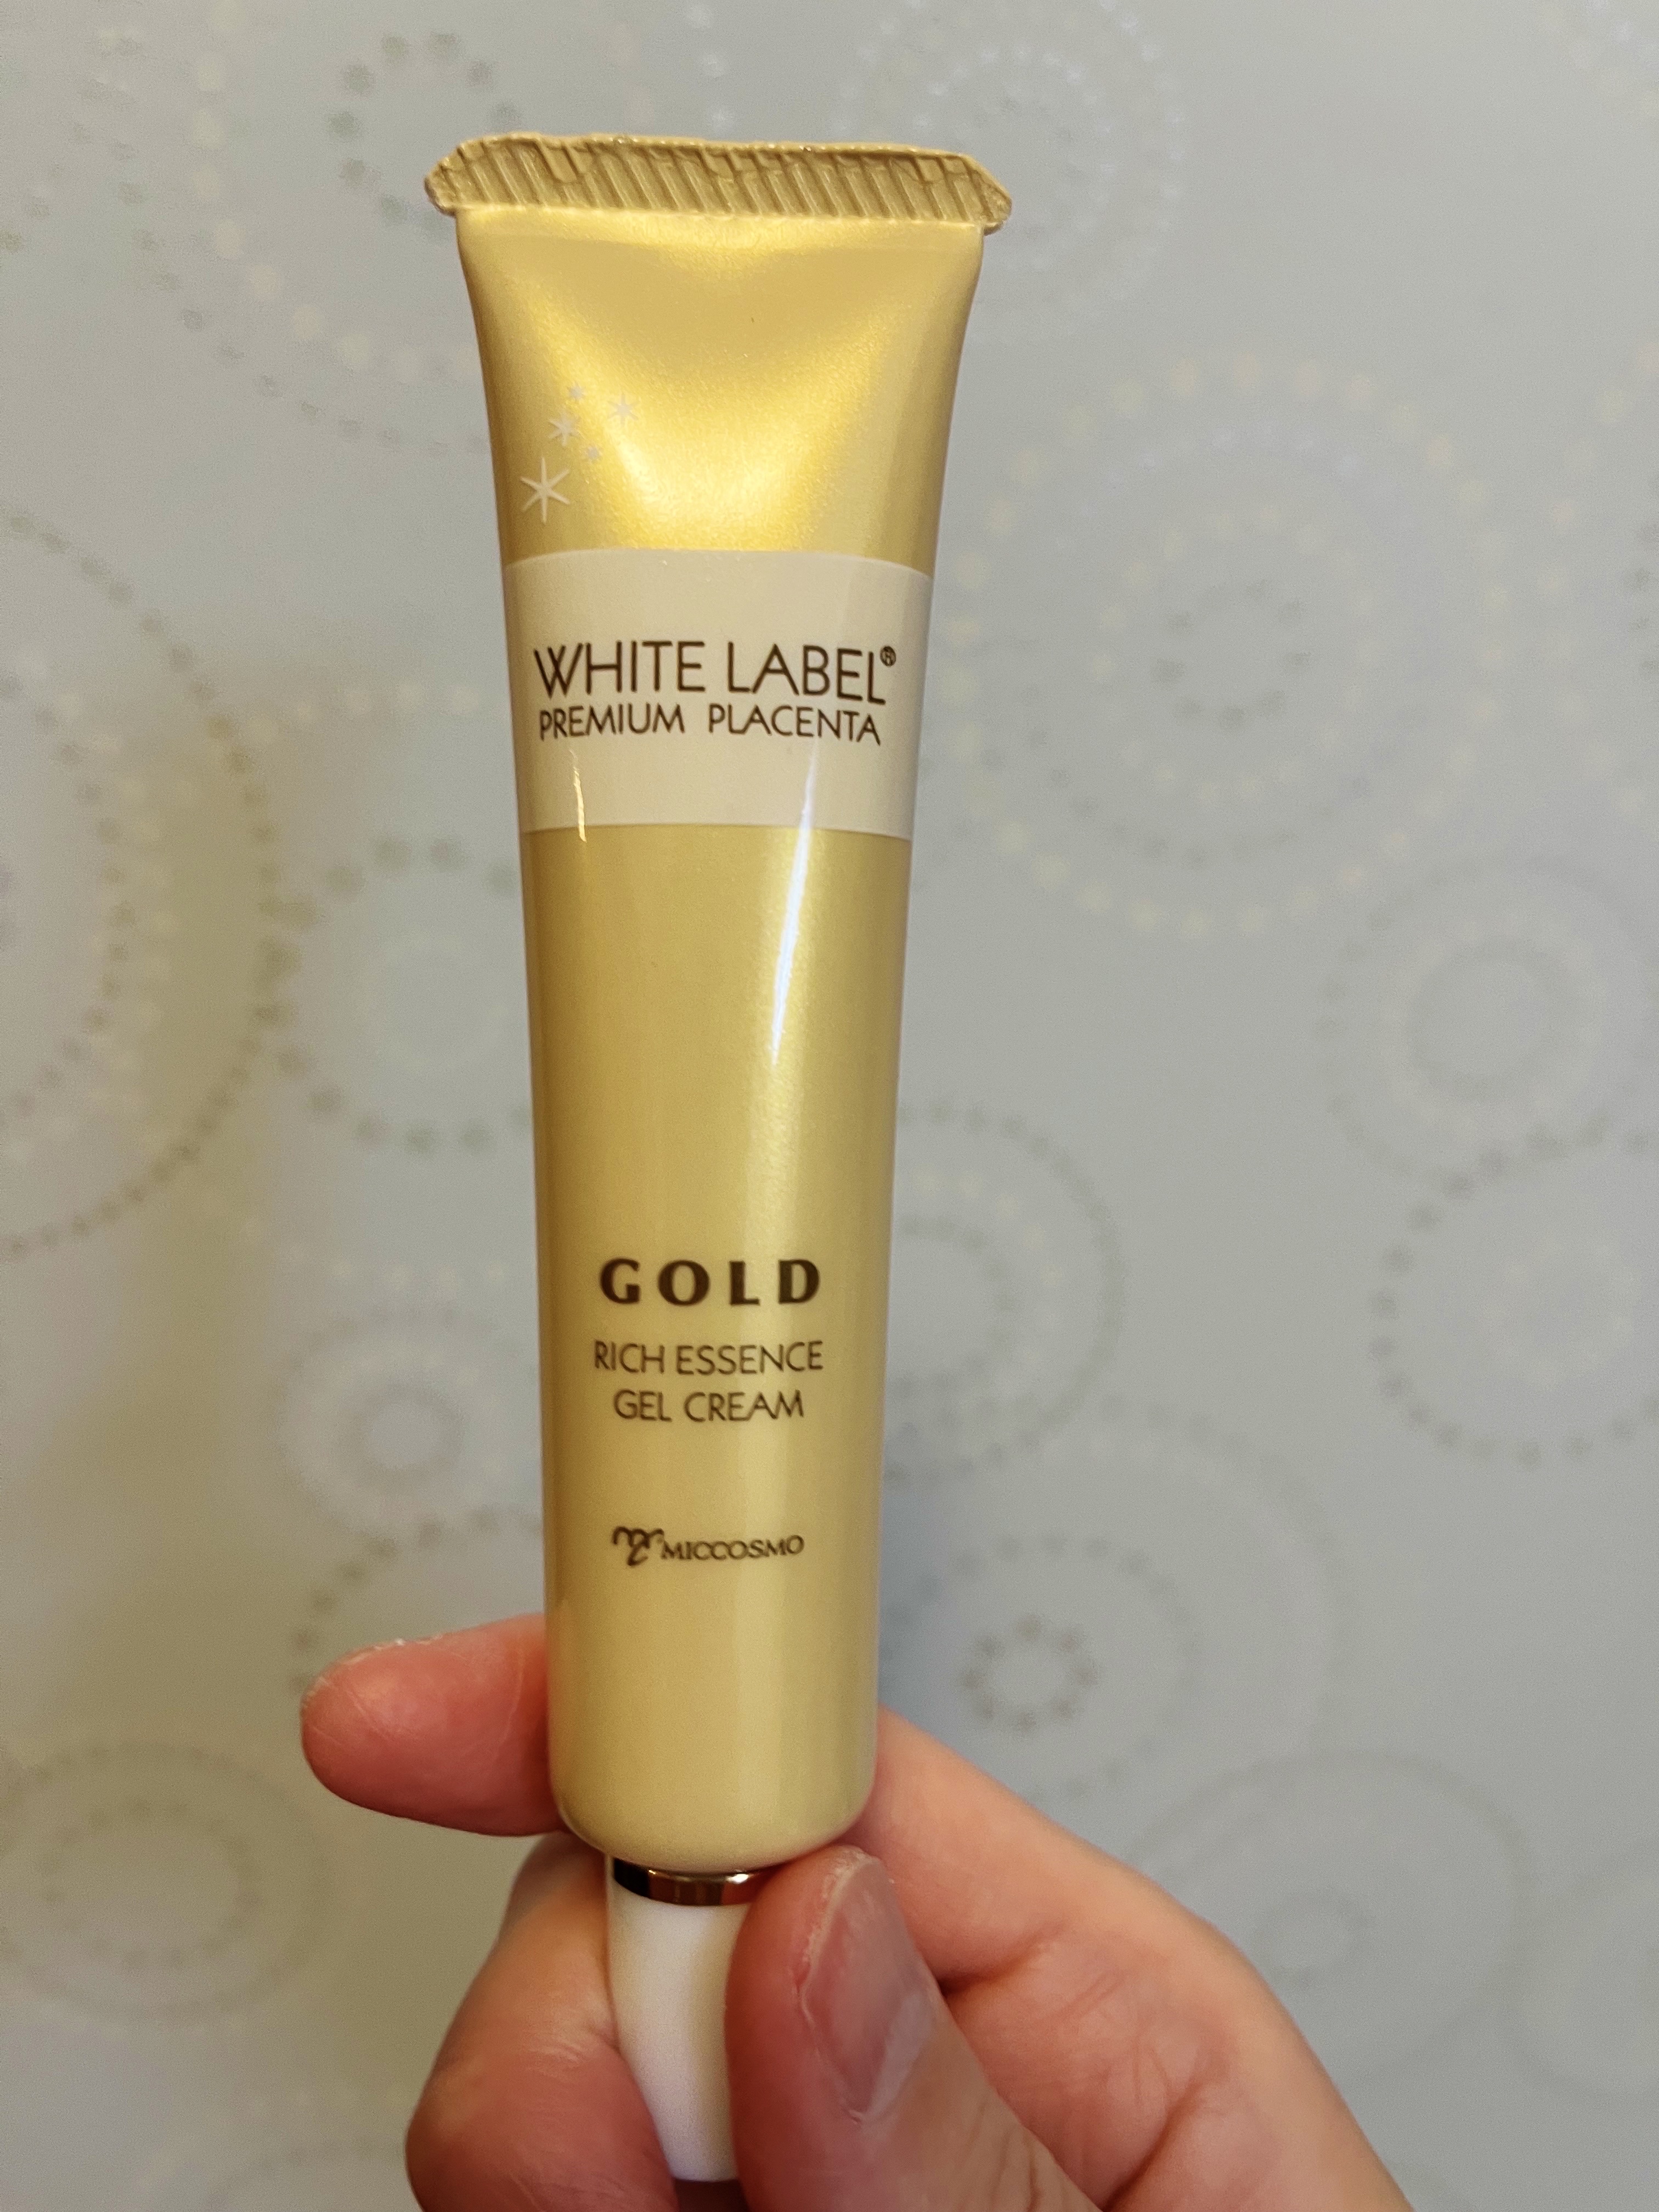 WHITE LABEL®
PREMIUM PLACENTA
GOLD
RICH ESSENCE
GEL CREAM
MICCOSMO